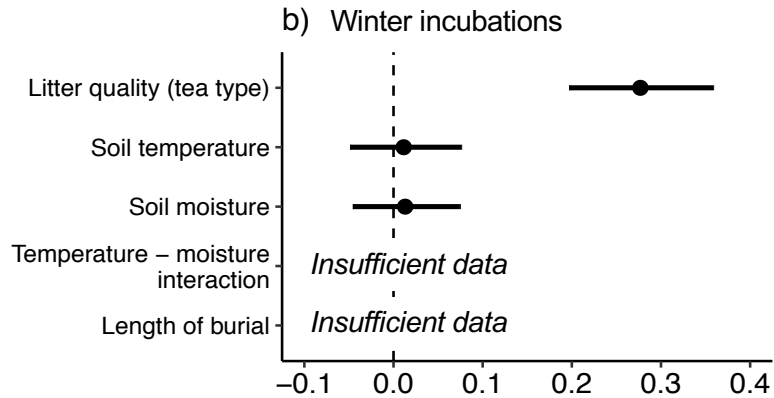 b) Winter incubations
Litter quality (tea type)
Soil temperature
Soil moisture
Temperature – moisture
interaction
Insufficient data
Length of burial
Insufficient data
−0.1 0.0 0.1 0.2 0.3 0.4